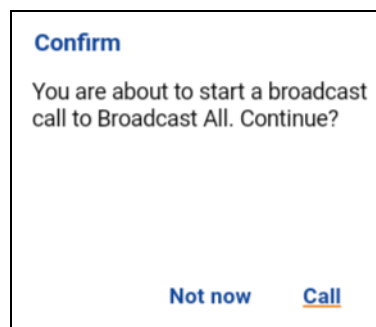 Confirm
You are about to start a broadcast
call to Broadcast All. Continue?
Not now Call